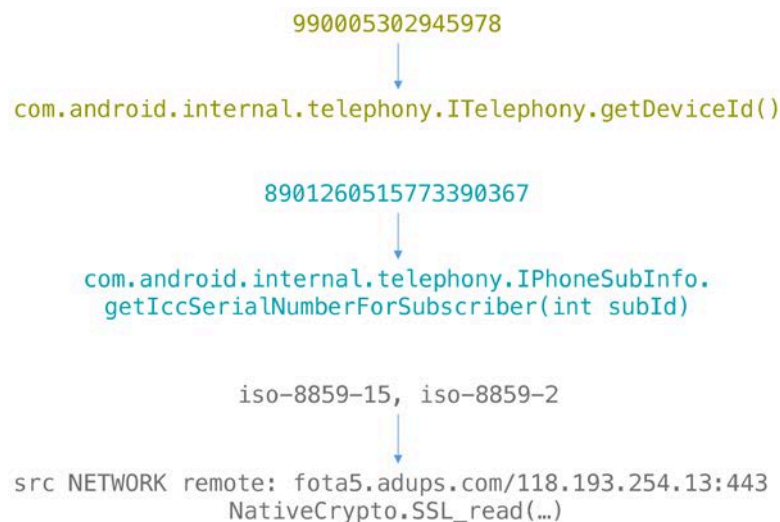 990005302945978
com.android.internal.telephony.ITelephony.getDeviceId()
8901260515773390367
com.android.internal.telephony.IPhoneSubInfo.
getIccSerialNumberForSubscriber(int subId)
iso-8859-15, iso-8859-2
src NETWORK remote: fota5.adups.com/118.193.254.13:443
NativeCrypto.SSL_read(…)